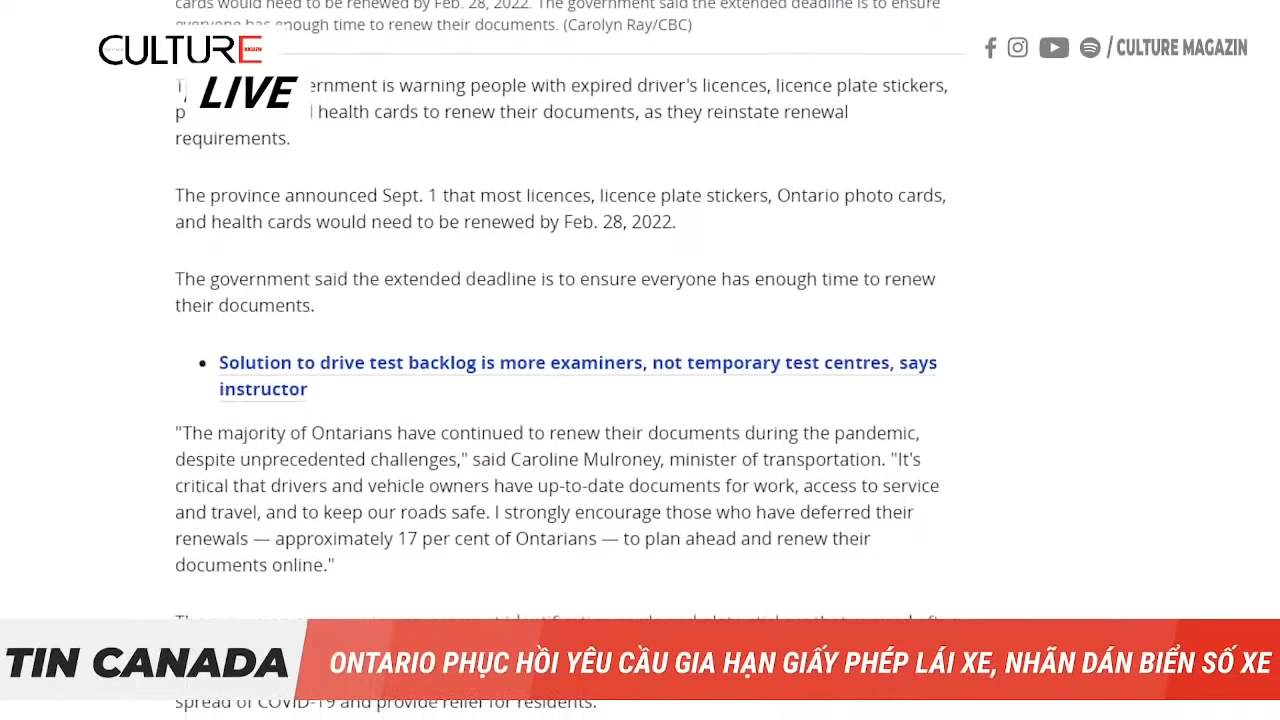 cards would need to be renewed by Feb. 28, 2022. The government said the extended deadline is to ensure
everyone has enough time to renew their documents. (Carolyn Ray/CBC)
CULTURE
MAGAZIN
LIVE
/ CULTURE MAGAZIN
ernment is warning people with expired driver's licences, licence plate stickers,
health cards to renew their documents, as they reinstate renewal
requirements.
The province announced Sept. 1 that most licences, licence plate stickers, Ontario photo cards,
and health cards would need to be renewed by Feb. 28, 2022.
The government said the extended deadline is to ensure everyone has enough time to renew
their documents.
Solution to drive test backlog is more examiners, not temporary test centres, says
instructor
"The majority of Ontarians have continued to renew their documents during the pandemic,
despite unprecedented challenges," said Caroline Mulroney, minister of transportation. "It's
critical that drivers and vehicle owners have up-to-date documents for work, access to service
and travel, and to keep our roads safe. I strongly encourage those who have deferred their
renewals — approximately 17 per cent of Ontarians — to plan ahead and renew their
documents online."
TIN CANADA
ONTARIO PHỤC HỒI YÊU CẦU GIA HẠN GIẤY PHÉP LÁI XE, NHÃN DÁN BIỂN SỐ XE
spread of COVID-19 and provide relief for residents.